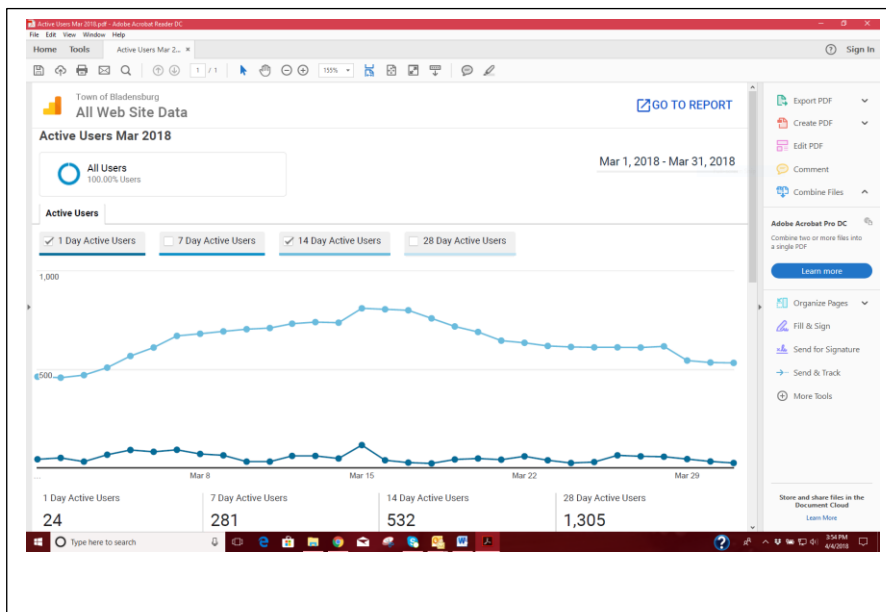 Active Users Mar 2018.pdf - Adobe Acrobat Reader DC
File Edit View Window Help
Home Tools Active Users Mar 2... × Sign In
1 / 1 155%
Town of Bladensburg
All Web Site Data
GO TO REPORT
Active Users Mar 2018
All Users
100.00% Users
Mar 1, 2018 - Mar 31, 2018
Active Users
1 Day Active Users 7 Day Active Users 14 Day Active Users 28 Day Active Users
1,000
500
... Mar 8 Mar 15 Mar 22 Mar 29
1 Day Active Users 7 Day Active Users 14 Day Active Users 28 Day Active Users
24 281 532 1,305
Export PDF
Create PDF
Edit PDF
Comment
Combine Files
Adobe Acrobat Pro DC
Combine two or more files into
a single PDF
Learn more
Organize Pages
Fill & Sign
Send for Signature
Send & Track
More Tools
Store and share files in the
Document Cloud
Learn More
Type here to search
3:54 PM
4/4/2018